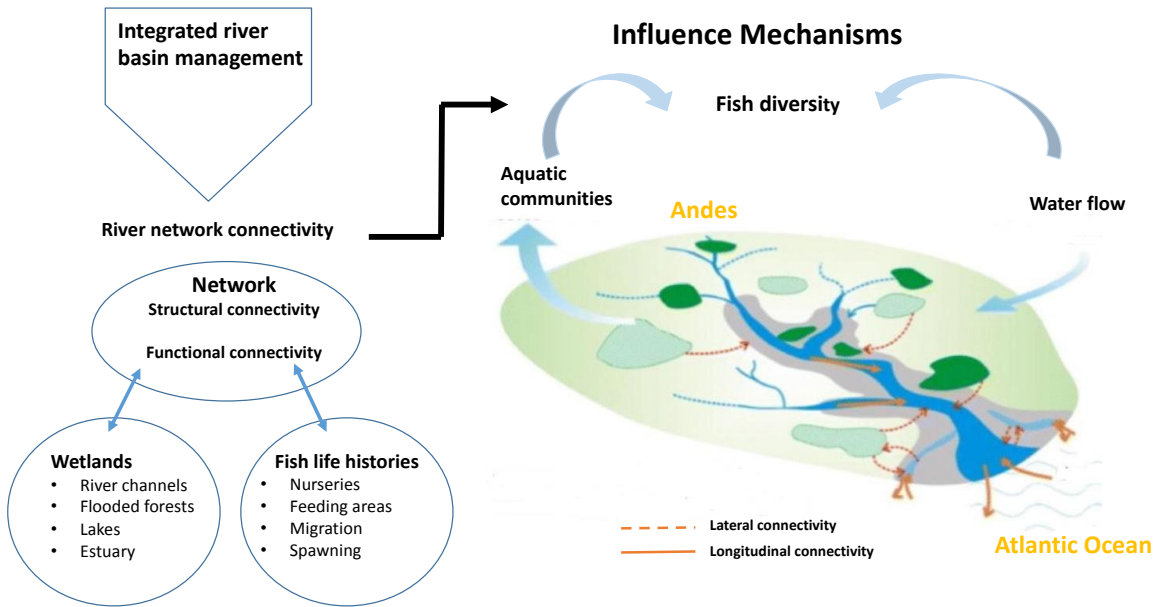 Integrated river
basin management
River network connectivity
Network
Structural connectivity
Functional connectivity
Wetlands
• River channels
• Flooded forests
• Lakes
• Estuary
Fish life histories
• Nurseries
• Feeding areas
• Migration
• Spawning
Influence Mechanisms
Fish diversity
Aquatic
communities
Water flow
Andes
Lateral connectivity
Longitudinal connectivity
Atlantic Ocean